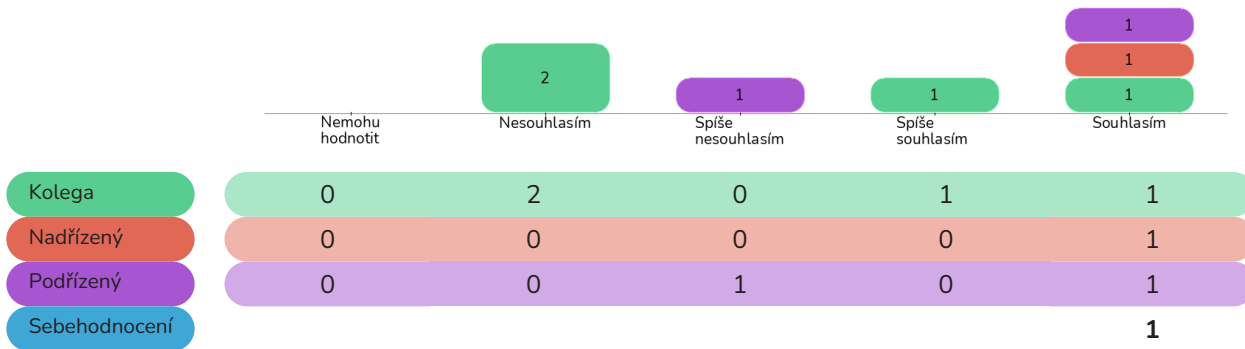 1
1
2
1
1
1
Nemohu
hodnotit
Nesouhlasím
Spíše
nesouhlasím
Spíše
souhlasím
Souhlasím
Kolega 0 2 0 1 1
Nadřízený 0 0 0 0 1
Podřízený 0 0 1 0 1
Sebehodnocení 1